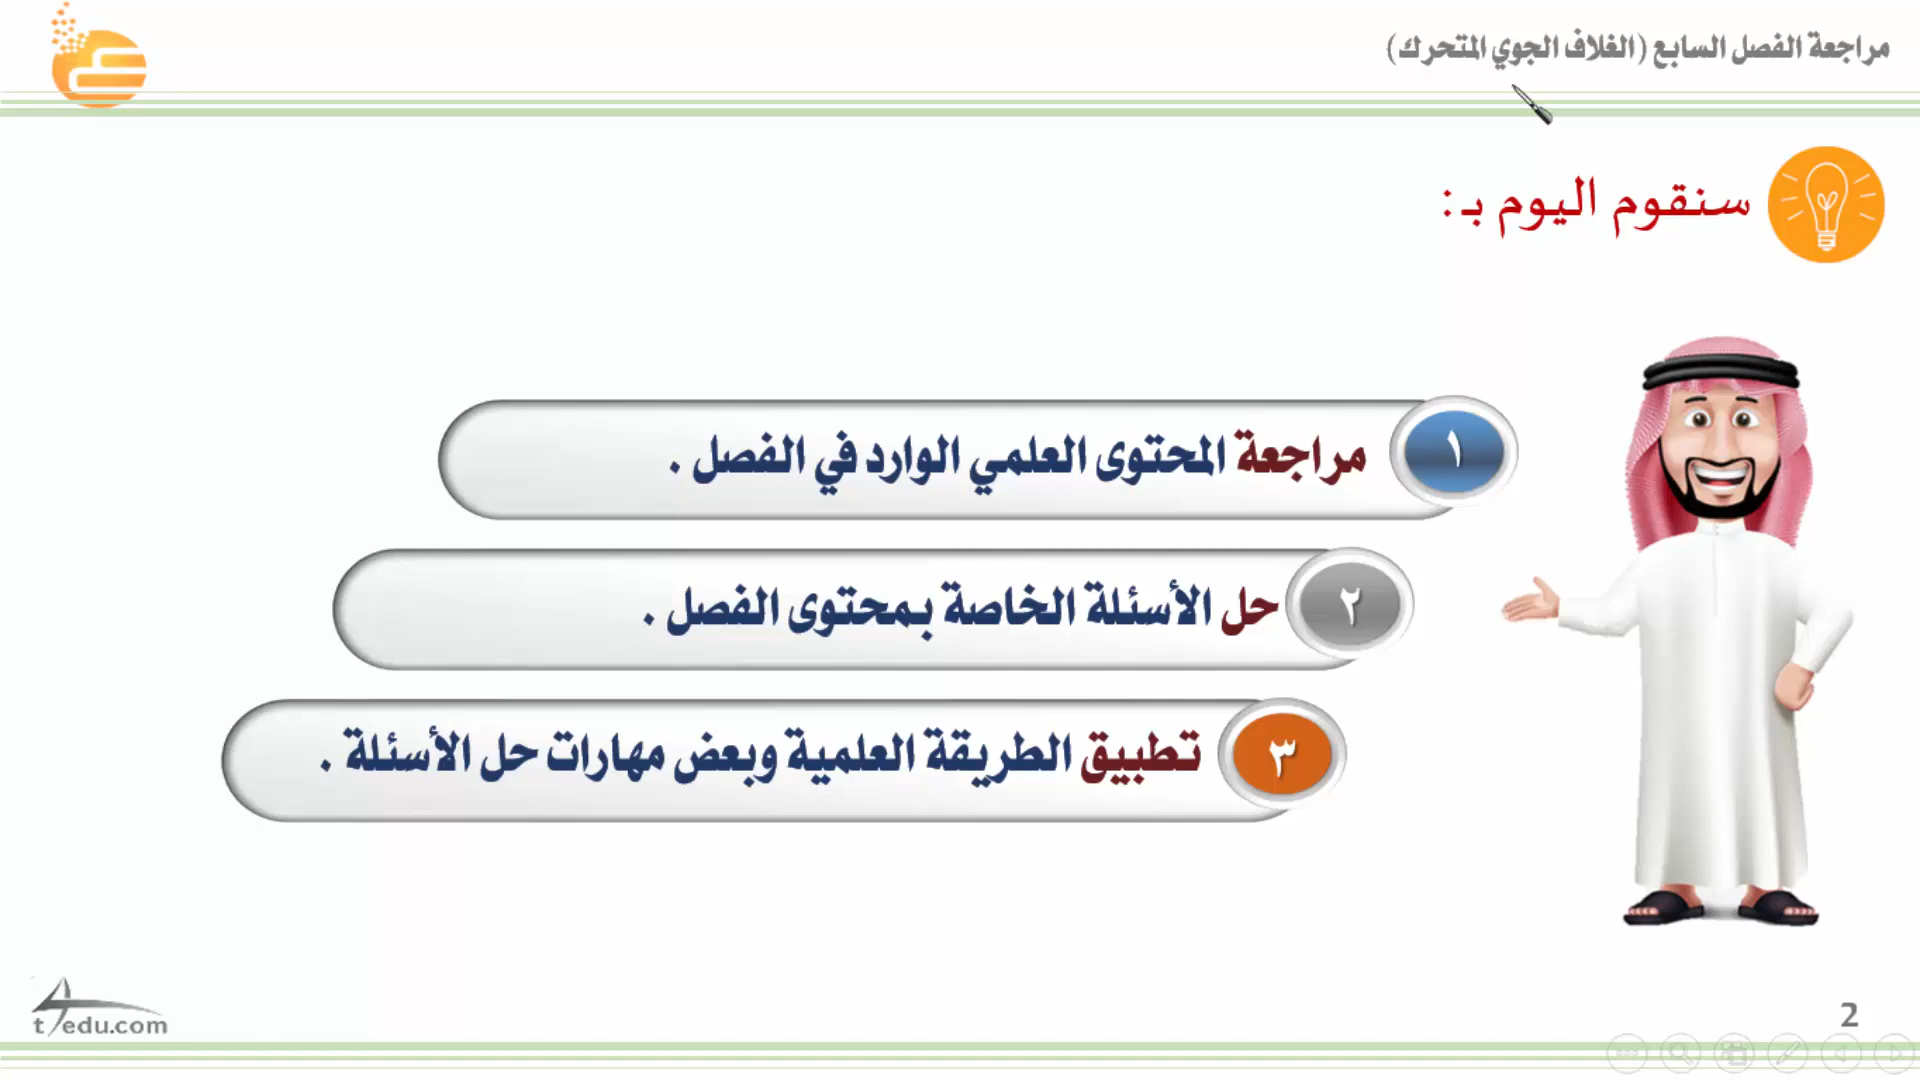 مراجعة الفصل السابع (الغلاف الجوي المتحرك)
سنقوم اليوم بـ:
١ مراجعة المحتوى العلمي الوارد في الفصل .
٢ حل الأسئلة الخاصة بمحتوى الفصل .
٣ تطبيق الطريقة العلمية وبعض مهارات حل الأسئلة .
t4edu.com
2